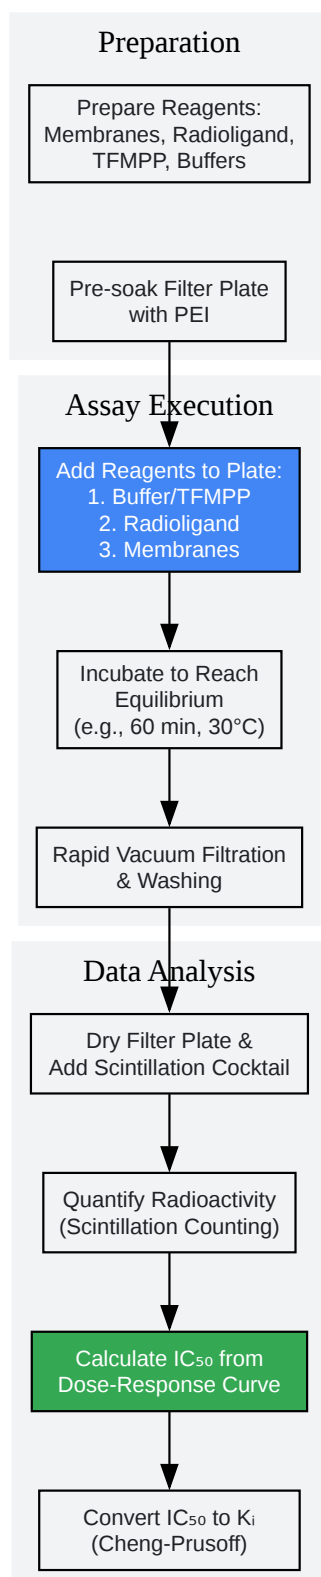 Preparation
Prepare Reagents:
Membranes, Radioligand,
TFMPP, Buffers
Pre-soak Filter Plate
with PEI
Assay Execution
Add Reagents to Plate:
1. Buffer/TFMPP
2. Radioligand
3. Membranes
Incubate to Reach
Equilibrium
(e.g., 60 min, 30°C)
Rapid Vacuum Filtration
& Washing
Data Analysis
Dry Filter Plate &
Add Scintillation Cocktail
Quantify Radioactivity
(Scintillation Counting)
Calculate IC₅₀ from
Dose-Response Curve
Convert IC₅₀ to Kᵢ
(Cheng-Prusoff)